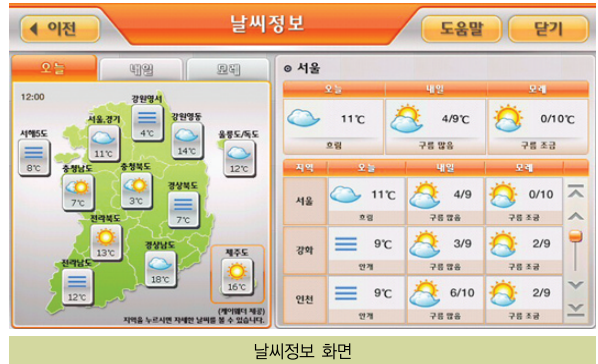 이전
날씨정보
도움말
닫기
오늘
내일
모레
12:00
강원영서
4℃
서울.경기
11℃
강원영동
14℃
서해5도
8℃
울릉도/독도
12℃
충청남도
7℃
충청북도
3℃
경상북도
7℃
전라북도
13℃
전라남도
12℃
경상남도
18℃
제주도
16℃
(케이웨더 제공)
지역을 누르시면 자세한 날씨를 볼 수 있습니다.
서울
오늘 내일 모레
11℃ 4/9℃ 0/10℃
흐림 구름 많음 구름 조금
지역 오늘 내일 모레
서울 11℃ 4/9 0/10
흐림 구름 많음 구름 조금
강화 9℃ 3/9 2/9
안개 구름 많음 구름 조금
인천 9℃ 6/10 2/9
안개 구름 많음 구름 조금
날씨정보 화면